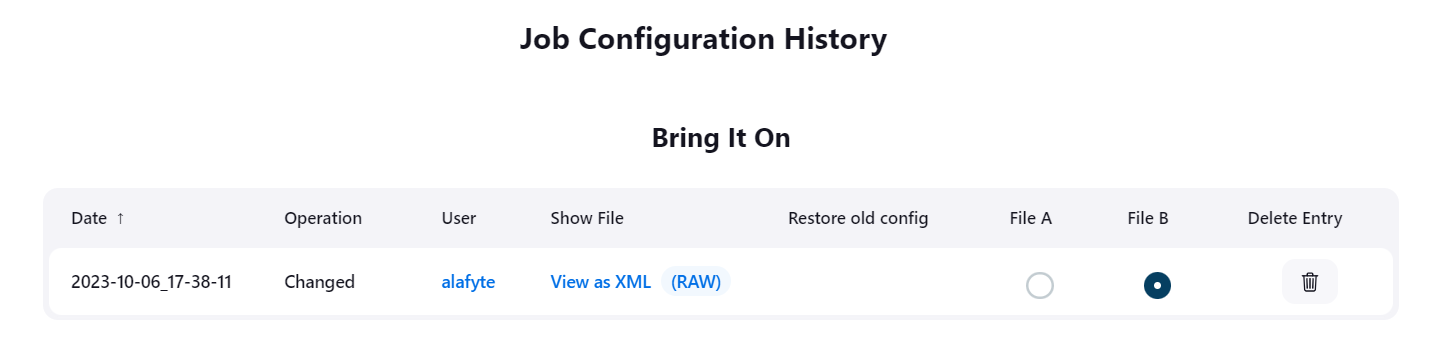 Job Configuration History
Bring It On
Date ↑ Operation User Show File Restore old config File A File B Delete Entry
2023-10-06_17-38-11 Changed alafyte View as XML (RAW)